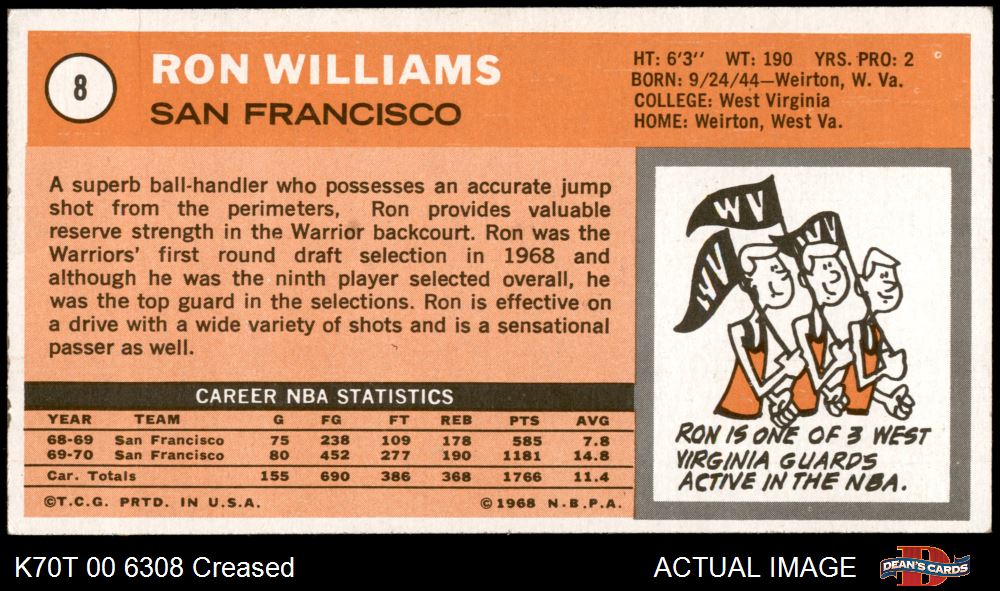 8
RON WILLIAMS
SAN FRANCISCO
HT: 6'3'' WT: 190 YRS. PRO: 2
BORN: 9/24/44—Weirton, W. Va.
COLLEGE: West Virginia
HOME: Weirton, West Va.
A superb ball-handler who possesses an accurate jump
shot from the perimeters, Ron provides valuable
reserve strength in the Warrior backcourt. Ron was the
Warriors' first round draft selection in 1968 and
although he was the ninth player selected overall, he
was the top guard in the selections. Ron is effective on
a drive with a wide variety of shots and is a sensational
passer as well.
CAREER NBA STATISTICS
YEAR TEAM G FG FT REB PTS AVG
68-69 San Francisco 75 238 109 178 585 7.8
69-70 San Francisco 80 452 277 190 1181 14.8
Car. Totals 155 690 386 368 1766 11.4
©T.C.G. PRTD. IN U.S.A. ©1968 N.B.P.A.
WV
WV
WV
RON IS ONE OF 3 WEST
VIRGINIA GUARDS
ACTIVE IN THE NBA.
K70T 00 6308 Creased
ACTUAL IMAGE
D
DEAN'S CARDS